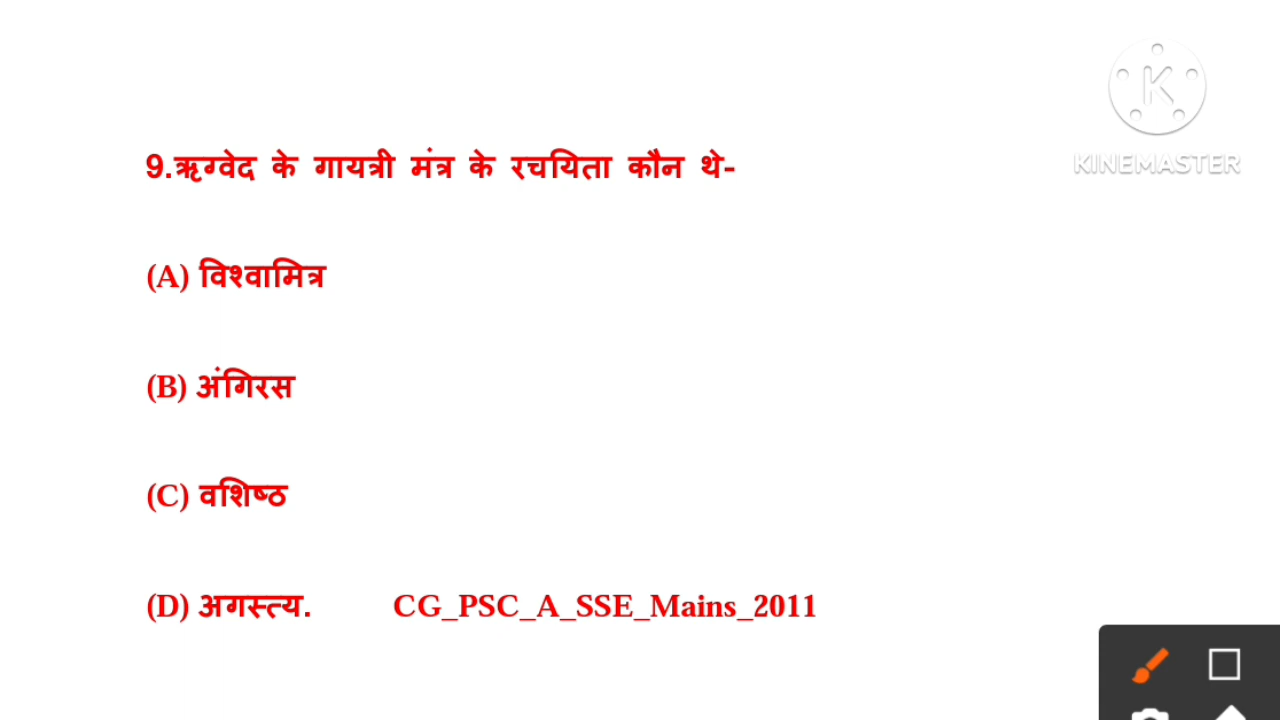 9.ऋग्वेद के गायत्री मंत्र के रचयिता कौन थे-
KINEMASTER
(A) विश्वामित्र
(B) अंगिरस
(C) वशिष्ठ
(D) अगस्त्य. CG_PSC_A_SSE_Mains_2011